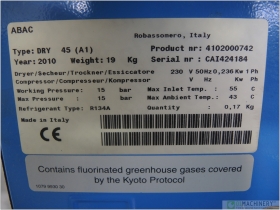 ABAC
Robassomero, Italy
Type: DRY 45 (A1) Product nr: 4102000742
Year: 2010 Weight: 19 Kg Serial nr: CAI424184
Dryer/Secheur/Trockner/Essiccatore 230 V 50Hz 0,236 Kw 1 Ph
Compressor/Compresseur/Kompressor/Compressore V Hz Kw Ph
Working Pressure: 15 bar Max Inlet Temp.: 55 C
Max Pressure: 15 bar Max Ambient Temp: 43 C
Refrigerant Type: R134A Quantity: 0,17 Kg
Made in Italy CE
Contains fluorinated greenhouse gases covered
by the Kyoto Protocol